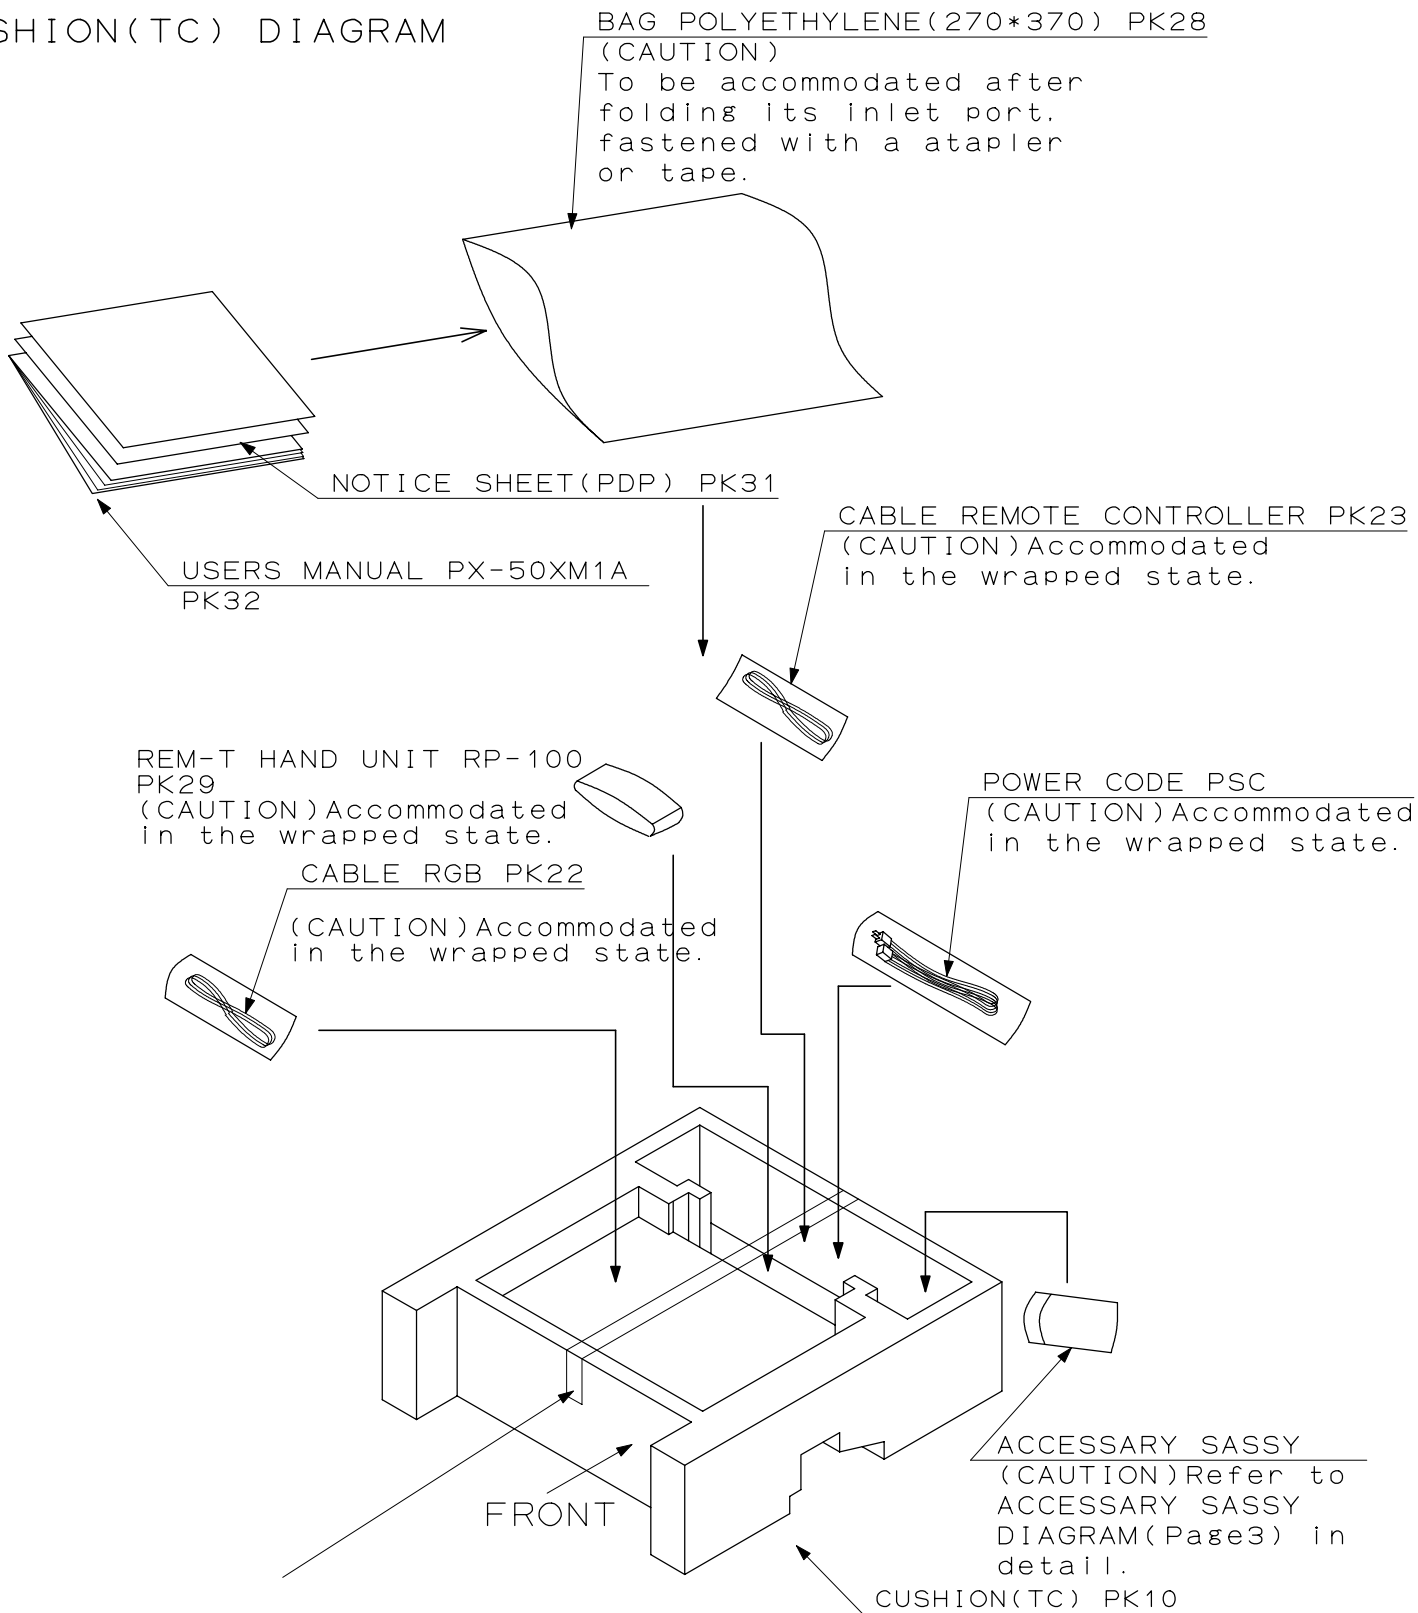 SHION(TC) DIAGRAM
BAG POLYETHYLENE(270*370) PK28
(CAUTION)
To be accommodated after
folding its inlet port,
fastened with a atapler
or tape.
NOTICE SHEET(PDP) PK31
USERS MANUAL PX-50XM1A
PK32
CABLE REMOTE CONTROLLER PK23
(CAUTION)Accommodated
in the wrapped state.
REM-T HAND UNIT RP-100
PK29
(CAUTION)Accommodated
in the wrapped state.
POWER CODE PSC
(CAUTION)Accommodated
in the wrapped state.
CABLE RGB PK22
(CAUTION)Accommodated
in the wrapped state.
FRONT
ACCESSARY SASSY
(CAUTION)Refer to
ACCESSARY SASSY
DIAGRAM(Page3) in
detail.
CUSHION(TC) PK10